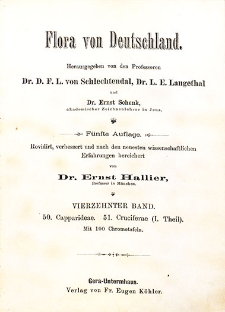 Flora von Deutschland.
Herausgegeben von den Professoren
Dr. D. F. L. von Schlechtendal, Dr. L. E. Langethal
und
Dr. Ernst Schenk,
akademischer Zeichenlehrer in Jena.
Fünfte Auflage.
Revidirt, verbessert und nach den neuesten wissenschaftlichen
Erfahrungen bereichert
von
Dr. Ernst Hallier,
Professor in München.
VIERZEHNTER BAND.
50. Capparideae. 51. Cruciferae (I. Theil).
Mit 100 Chromotafeln.
Gera-Untermhaus.
Verlag von Fr. Eugen Köhler.